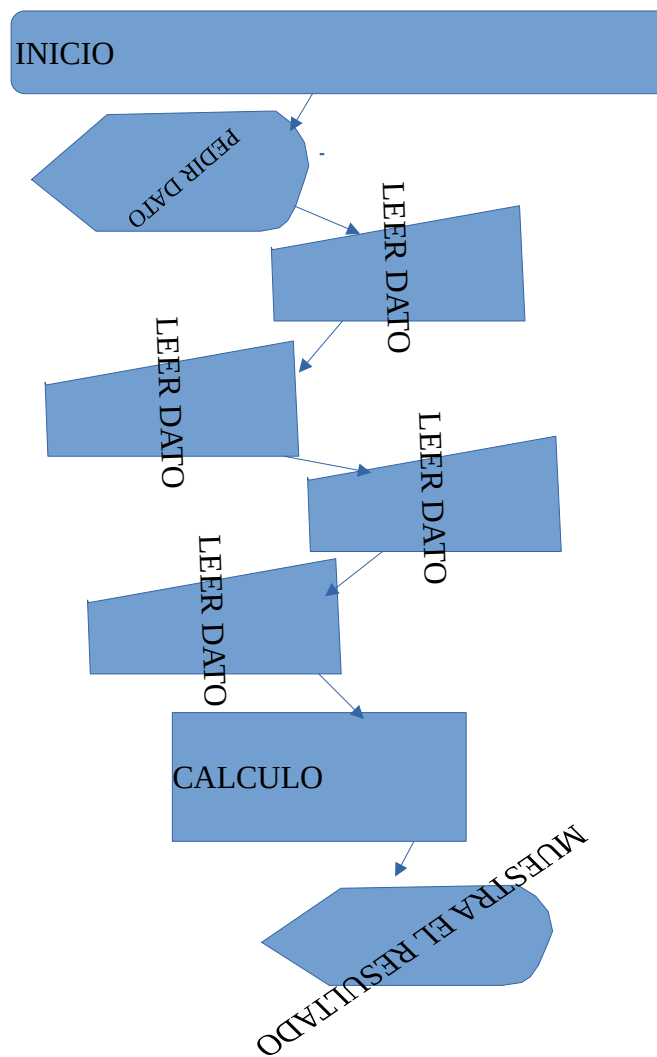 INICIO
PEDIR DATO
LEER DATO
LEER DATO
LEER DATO
LEER DATO
CALCULO
MUESTRA EL RESULTADO